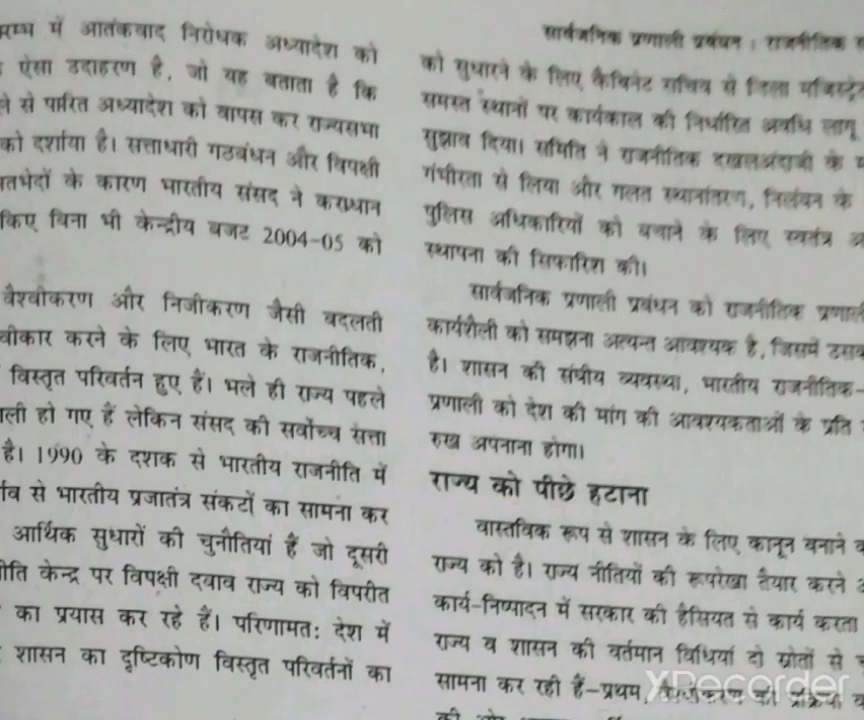 में आतंकवाद निरोधक अध्यादेश को
ऐसा उदाहरण है, जो यह बताता है कि
से पारित अध्यादेश को वापस कर राज्यसभा
को दर्शाया है। सत्ताधारी गठबंधन और विपक्षी
के कारण भारतीय संसद ने कराधान
किए बिना भी केन्द्रीय बजट 2004-05 को
वैश्वीकरण और निजीकरण जैसी बदलती
करने के लिए भारत के राजनीतिक,
विस्तृत परिवर्तन हुए हैं। भले ही राज्य पहले
हो गए हैं लेकिन संसद की सर्वोच्च सत्ता
है। 1990 के दशक से भारतीय राजनीति में
से भारतीय प्रजातंत्र संकटों का सामना कर
आर्थिक सुधारों की चुनौतियां हैं जो दूसरी
केन्द्र पर विपक्षी दबाव राज्य को विपरीत
का प्रयास कर रहे हैं। परिणामत: देश में
शासन का दृष्टिकोण विस्तृत परिवर्तनों का
सार्वजनिक प्रणाली प्रबंधन : राजनीतिक
को सुधारने के लिए कैबिनेट सचिव से जिला
समस्त स्थानों पर कार्यकाल की निर्धारित अवधि लागू
सुझाव दिया। समिति ने राजनीतिक दखलअंदाजी के
गंभीरता से लिया और गलत स्थानांतरण, निलंबन के
पुलिस अधिकारियों को बचाने के लिए स्वतंत्र
स्थापना की सिफारिश की।
सार्वजनिक प्रणाली प्रबंधन को राजनीतिक
कार्यशैली को समझना अत्यन्त आवश्यक है, जिसमें
है। शासन की संघीय व्यवस्था, भारतीय राजनीतिक-
प्रणाली को देश की मांग की आवश्यकताओं के प्रति
रुख अपनाना होगा।
राज्य को पीछे हटाना
वास्तविक रूप से शासन के लिए कानून बनाने
राज्य को है। राज्य नीतियों की रूपरेखा तैयार करने
कार्य-निष्पादन में सरकार की हैसियत से कार्य करता
राज्य व शासन की वर्तमान विधियां दो स्रोतों से
सामना कर रही हैं-प्रथम, वैश्वीकरण की प्रक्रिया
XRecorder